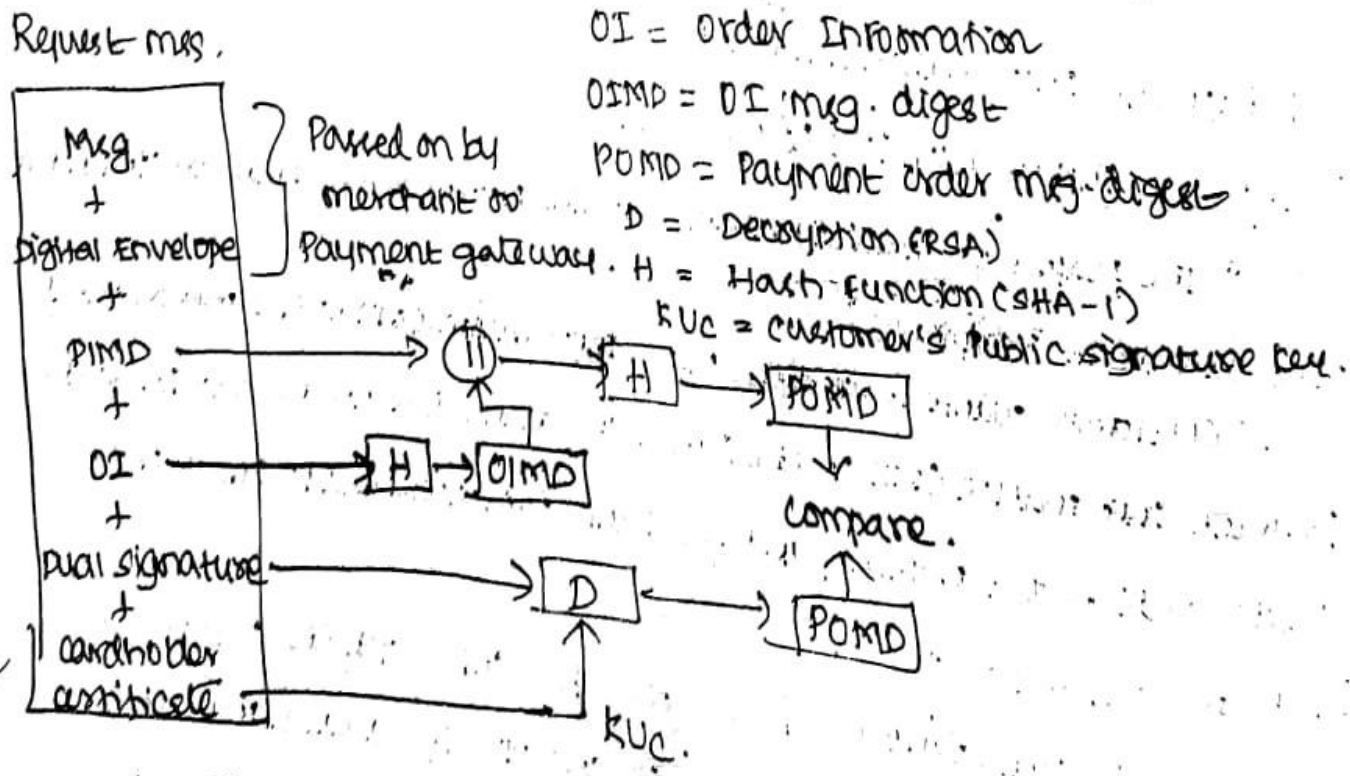 Request msg.
Msg..
+
Digital Envelope
+
PIMD
+
OI
+
Dual signature
+
cardholder
certificate
Passed on by
merchant to
Payment gateway.
OI = Order Information
OIMD = OI msg. digest
POMD = Payment order msg. digest
D = Decryption (RSA)
H = Hash function (SHA-1)
KUC = customer's public signature key.
||
H
POMD
H
OIMD
compare.
D
POMD
KUC.